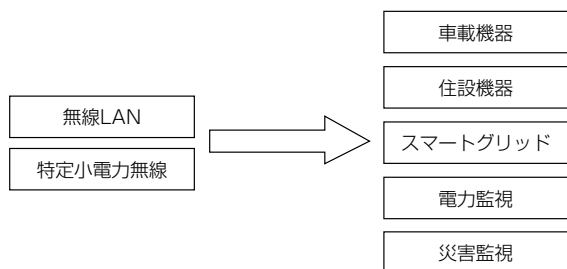 無線LAN
特定小電力無線
車載機器
住設機器
スマートグリッド
電力監視
災害監視